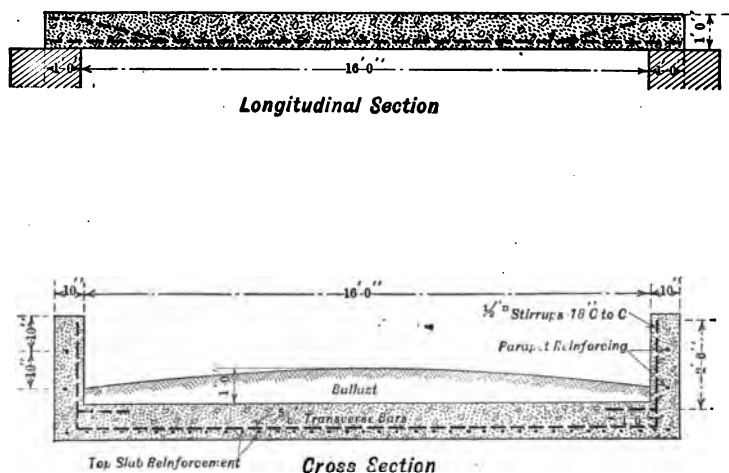 1'0"
1'0"
16'0"
1'0"
Longitudinal Section
10"
16'0"
10"
½"▫ Stirrups 18" C to C
Parapet Reinforcing
10"
10"
1'0"
Ballast
2'0"
Transverse Bars
Top Slab Reinforcement
Cross Section